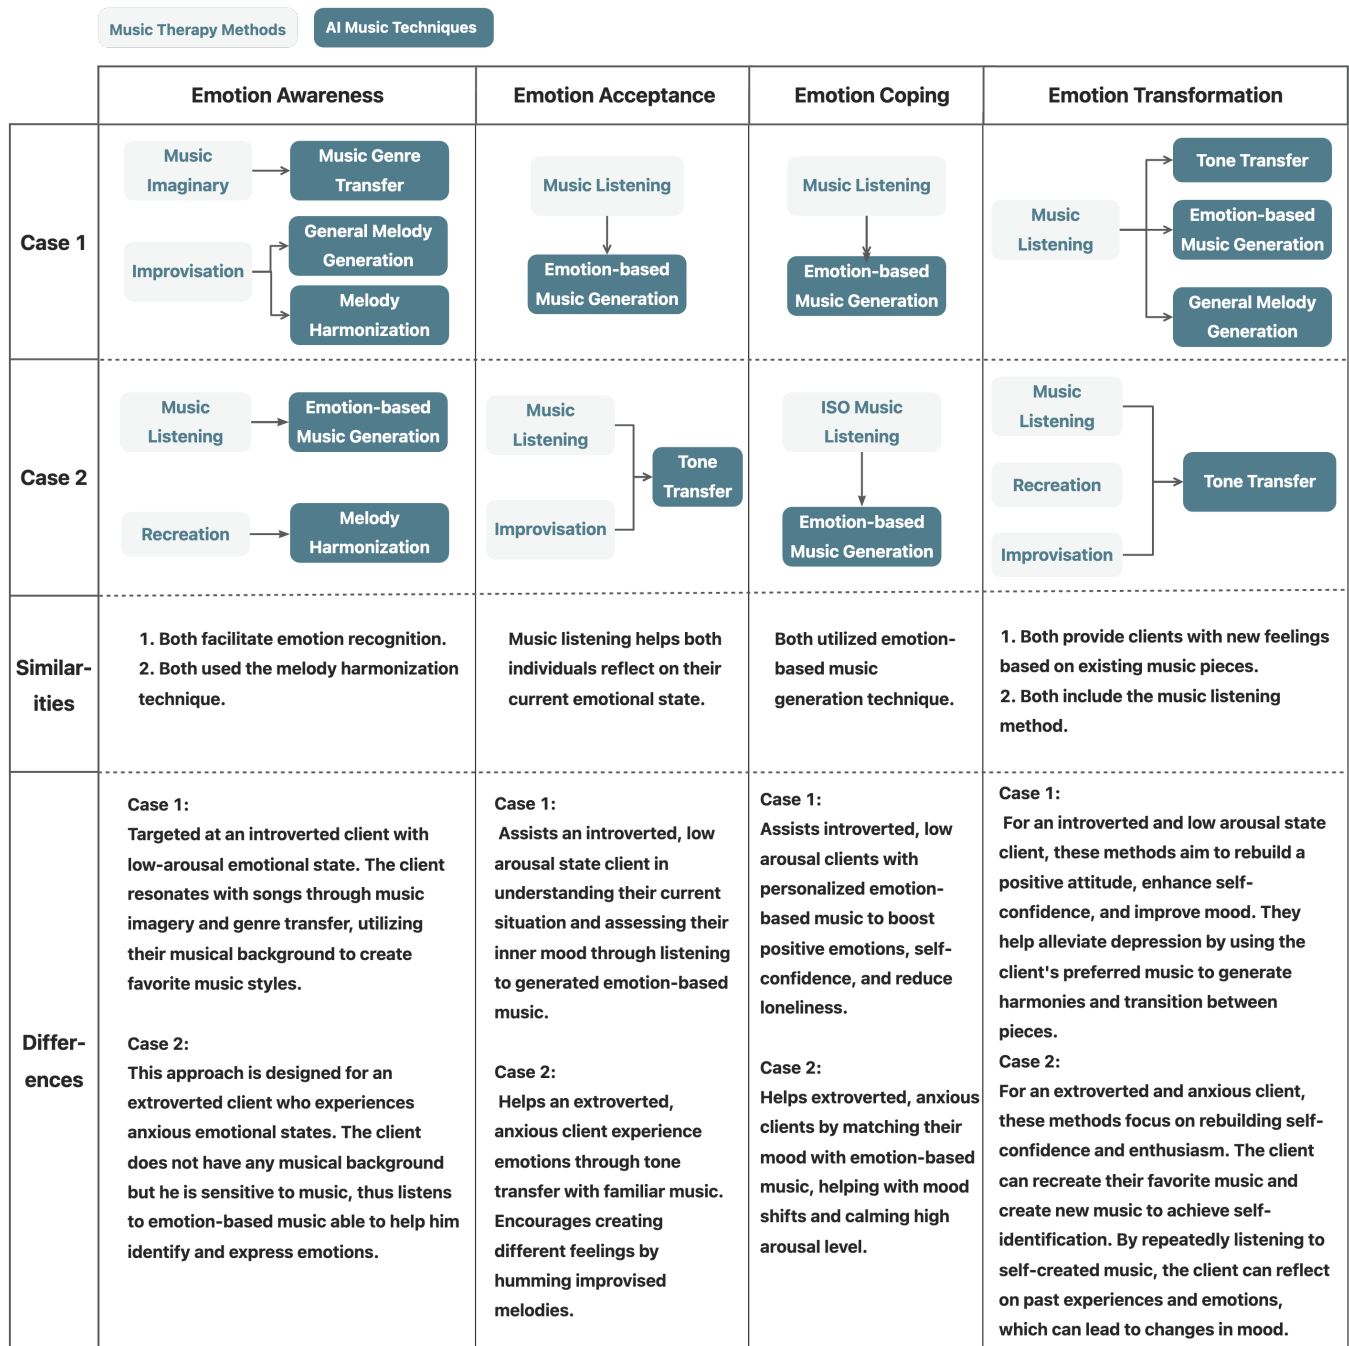 Music Therapy Methods
AI Music Techniques
Emotion Awareness
Emotion Acceptance
Emotion Coping
Emotion Transformation
Case 1
Music
Imaginary
Music Genre
Transfer
Improvisation
General Melody
Generation
Melody
Harmonization
Music Listening
Emotion-based
Music Generation
Music Listening
Emotion-based
Music Generation
Music
Listening
Tone Transfer
Emotion-based
Music Generation
General Melody
Generation
Case 2
Music
Listening
Emotion-based
Music Generation
Recreation
Melody
Harmonization
Music
Listening
Improvisation
Tone
Transfer
ISO Music
Listening
Emotion-based
Music Generation
Music
Listening
Recreation
Improvisation
Tone Transfer
Similar-
ities
1. Both facilitate emotion recognition.
2. Both used the melody harmonization
technique.
Music listening helps both
individuals reflect on their
current emotional state.
Both utilized emotion-
based music
generation technique.
1. Both provide clients with new feelings
based on existing music pieces.
2. Both include the music listening
method.
Differ-
ences
Case 1:
Targeted at an introverted client with
low-arousal emotional state. The client
resonates with songs through music
imagery and genre transfer, utilizing
their musical background to create
favorite music styles.
Case 2:
This approach is designed for an
extroverted client who experiences
anxious emotional states. The client
does not have any musical background
but he is sensitive to music, thus listens
to emotion-based music able to help him
identify and express emotions.
Case 1:
Assists an introverted, low
arousal state client in
understanding their current
situation and assessing their
inner mood through listening
to generated emotion-based
music.
Case 2:
Helps an extroverted,
anxious client experience
emotions through tone
transfer with familiar music.
Encourages creating
different feelings by
humming improvised
melodies.
Case 1:
Assists introverted, low
arousal clients with
personalized emotion-
based music to boost
positive emotions, self-
confidence, and reduce
loneliness.
Case 2:
Helps extroverted, anxious
clients by matching their
mood with emotion-based
music, helping with mood
shifts and calming high
arousal level.
Case 1:
For an introverted and low arousal state
client, these methods aim to rebuild a
positive attitude, enhance self-
confidence, and improve mood. They
help alleviate depression by using the
client's preferred music to generate
harmonies and transition between
pieces.
Case 2:
For an extroverted and anxious client,
these methods focus on rebuilding self-
confidence and enthusiasm. The client
can recreate their favorite music and
create new music to achieve self-
identification. By repeatedly listening to
self-created music, the client can reflect
on past experiences and emotions,
which can lead to changes in mood.